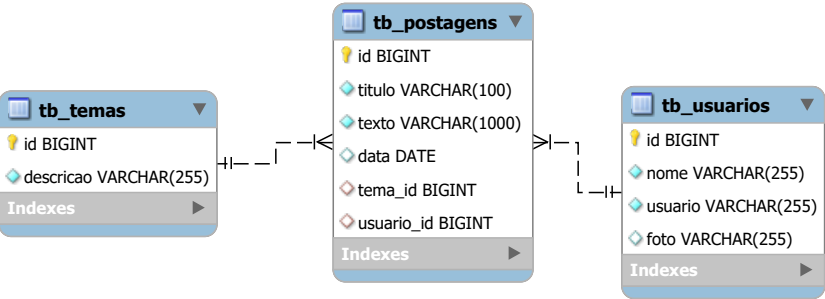 tb_temas
id BIGINT
descricao VARCHAR(255)
Indexes
tb_postagens
id BIGINT
titulo VARCHAR(100)
texto VARCHAR(1000)
data DATE
tema_id BIGINT
usuario_id BIGINT
Indexes
tb_usuarios
id BIGINT
nome VARCHAR(255)
usuario VARCHAR(255)
foto VARCHAR(255)
Indexes